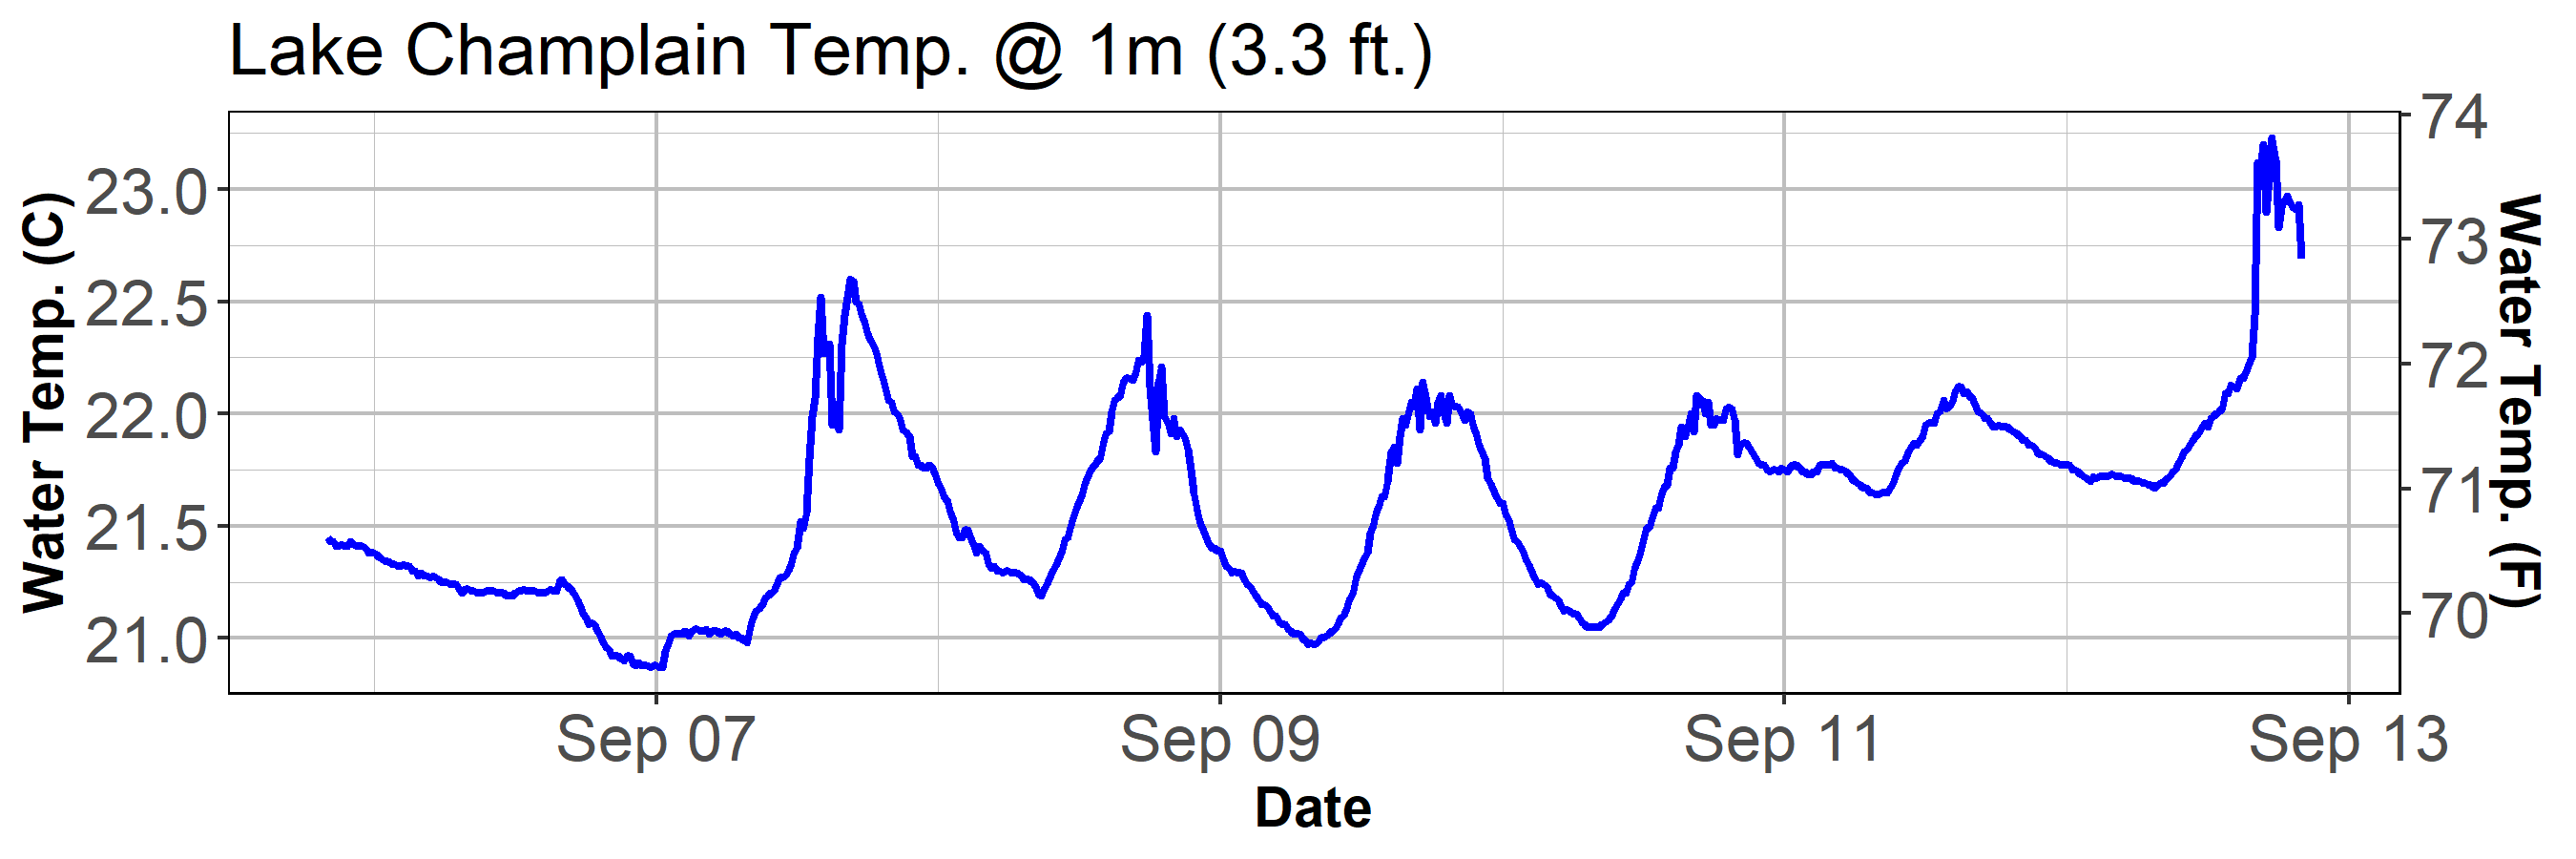 Lake Champlain Temp. @ 1m (3.3 ft.)
Water Temp. (C)
23.0
22.5
22.0
21.5
21.0
74
73
72
71
70
Water Temp. (F)
Sep 07
Sep 09
Sep 11
Sep 13
Date